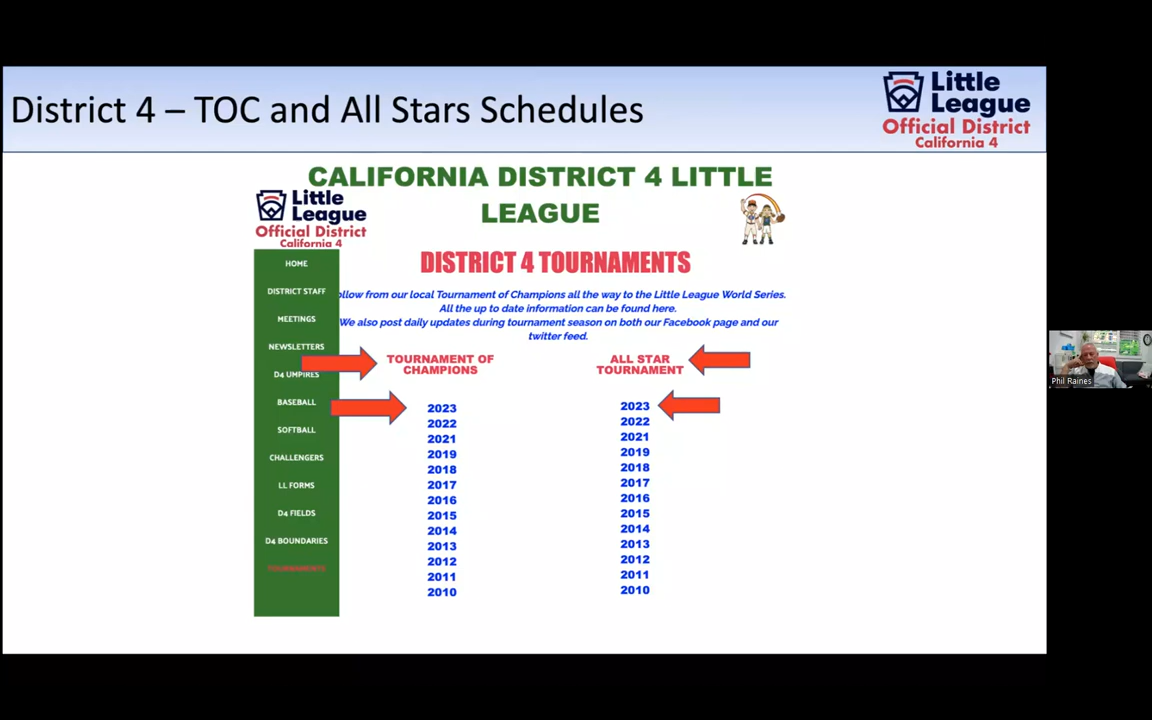 District 4 – TOC and All Stars Schedules
Little
League
Official District
California 4
CALIFORNIA DISTRICT 4 LITTLE
LEAGUE
Little
League
Official District
California 4
DISTRICT 4 TOURNAMENTS
ollow from our local Tournament of Champions all the way to the Little League World Series.
All the up to date information can be found here.
We also post daily updates during tournament season on both our Facebook page and our
twitter feed.
HOME
DISTRICT STAFF
MEETINGS
NEWSLETTERS
D4 UMPIRES
BASEBALL
SOFTBALL
CHALLENGERS
LL FORMS
D4 FIELDS
D4 BOUNDARIES
TOURNAMENTS
TOURNAMENT OF
CHAMPIONS
2023
2022
2021
2019
2018
2017
2016
2015
2014
2013
2012
2011
2010
ALL STAR
TOURNAMENT
2023
2022
2021
2019
2018
2017
2016
2015
2014
2013
2012
2011
2010
Phil Raines